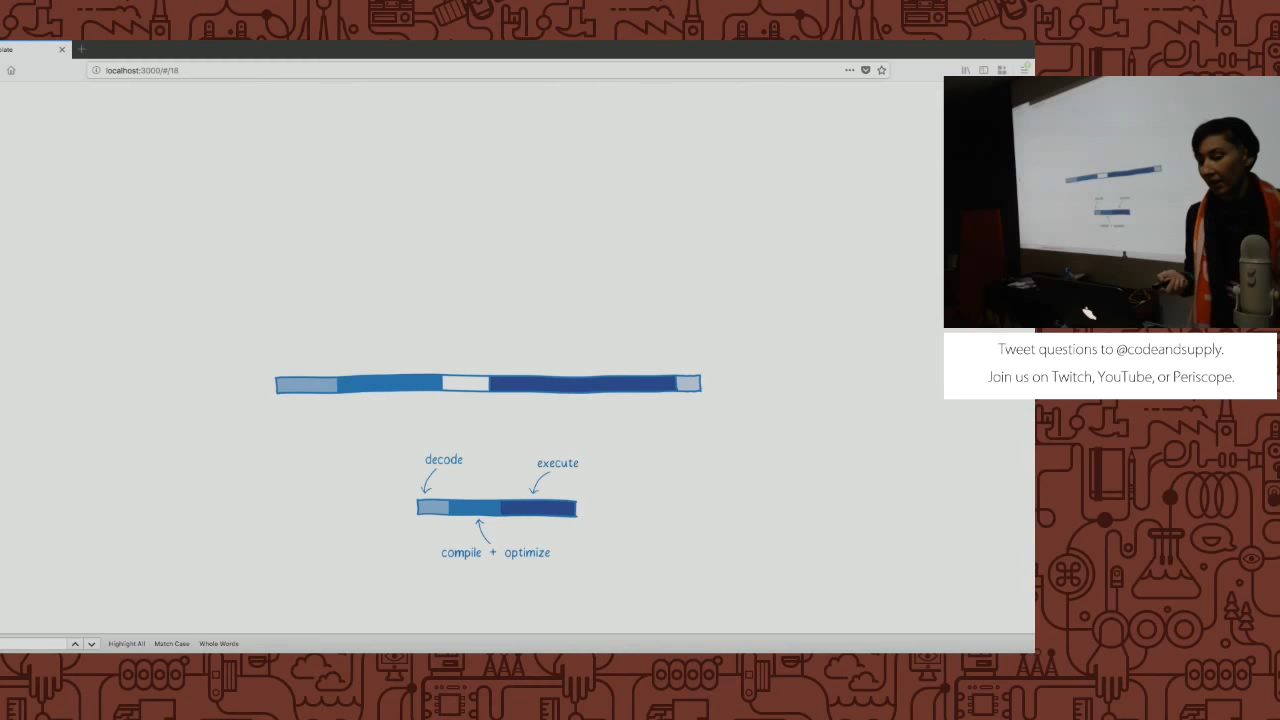 plate
localhost:3000/#/18
decode
execute
compile + optimize
Highlight All Match Case Whole Words
Tweet questions to @codeandsupply.
Join us on Twitch, YouTube, or Periscope.